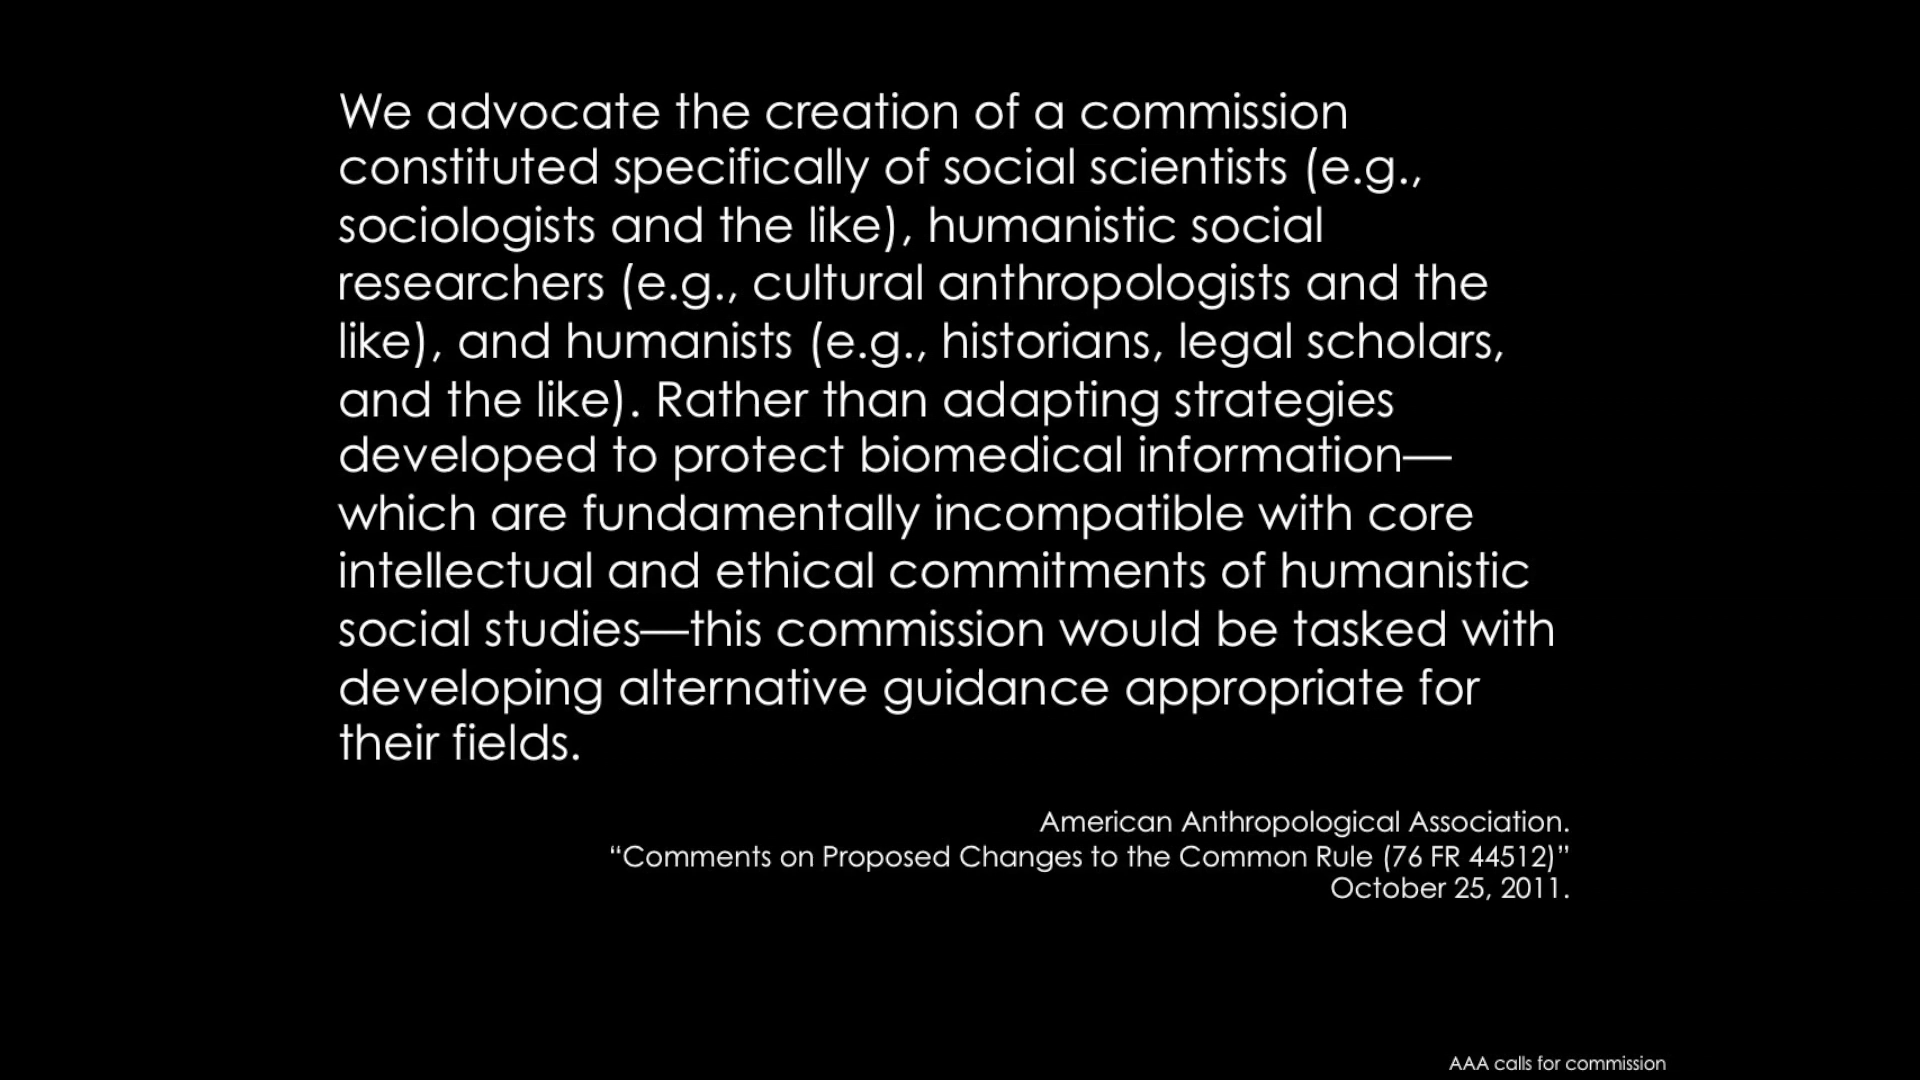 We advocate the creation of a commission
constituted specifically of social scientists (e.g.,
sociologists and the like), humanistic social
researchers (e.g., cultural anthropologists and the
like), and humanists (e.g., historians, legal scholars,
and the like). Rather than adapting strategies
developed to protect biomedical information—
which are fundamentally incompatible with core
intellectual and ethical commitments of humanistic
social studies—this commission would be tasked with
developing alternative guidance appropriate for
their fields.
American Anthropological Association.
“Comments on Proposed Changes to the Common Rule (76 FR 44512)”
October 25, 2011.
AAA calls for commission